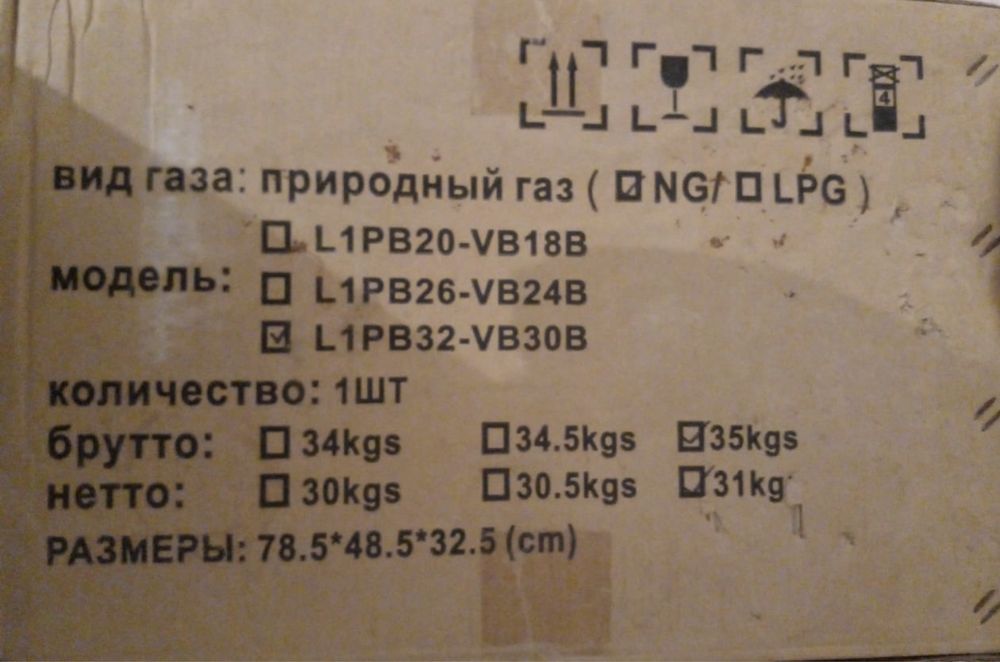 4
вид газа: природный газ ( ☑ NG/ ☐ LPG )
☐ L1PB20-VB18B
модель: ☐ L1PB26-VB24B
☑ L1PB32-VB30B
количество: 1ШТ
брутто: ☐ 34kgs ☐ 34.5kgs ☑ 35kgs
нетто: ☐ 30kgs ☐ 30.5kgs ☑ 31kg
РАЗМЕРЫ: 78.5*48.5*32.5 (cm)